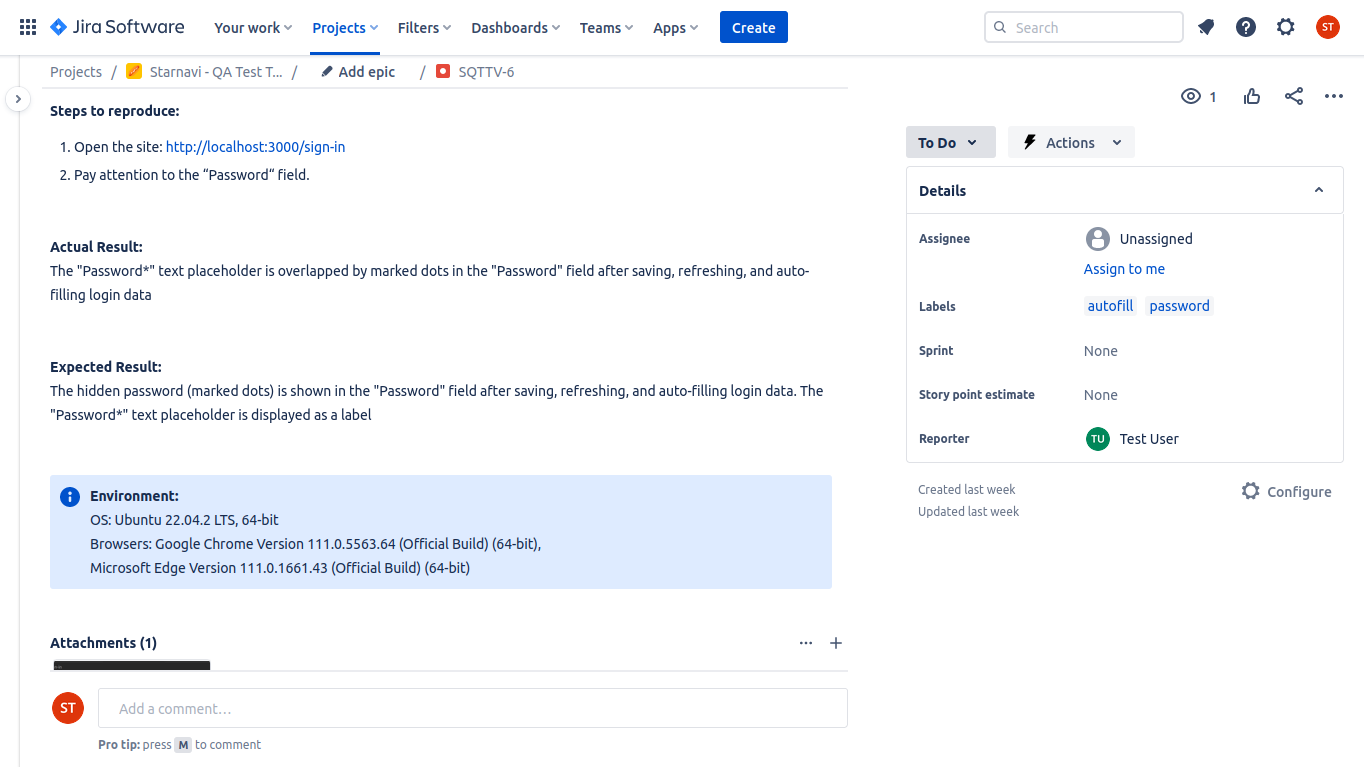 Jira Software Your work Projects Filters Dashboards Teams Apps Create Search ST
Projects / Starnavi - QA Test T... / Add epic / SQTTV-6
1
Steps to reproduce:
1. Open the site: http://localhost:3000/sign-in
2. Pay attention to the “Password“ field.
Actual Result:
The "Password*" text placeholder is overlapped by marked dots in the "Password" field after saving, refreshing, and auto-
filling login data
Expected Result:
The hidden password (marked dots) is shown in the "Password" field after saving, refreshing, and auto-filling login data. The
"Password*" text placeholder is displayed as a label
Environment:
OS: Ubuntu 22.04.2 LTS, 64-bit
Browsers: Google Chrome Version 111.0.5563.64 (Official Build) (64-bit),
Microsoft Edge Version 111.0.1661.43 (Official Build) (64-bit)
Attachments (1)
ST Add a comment…
Pro tip: press M to comment
To Do Actions
Details
Assignee Unassigned
Assign to me
Labels autofill password
Sprint None
Story point estimate None
Reporter TU Test User
Created last week Configure
Updated last week